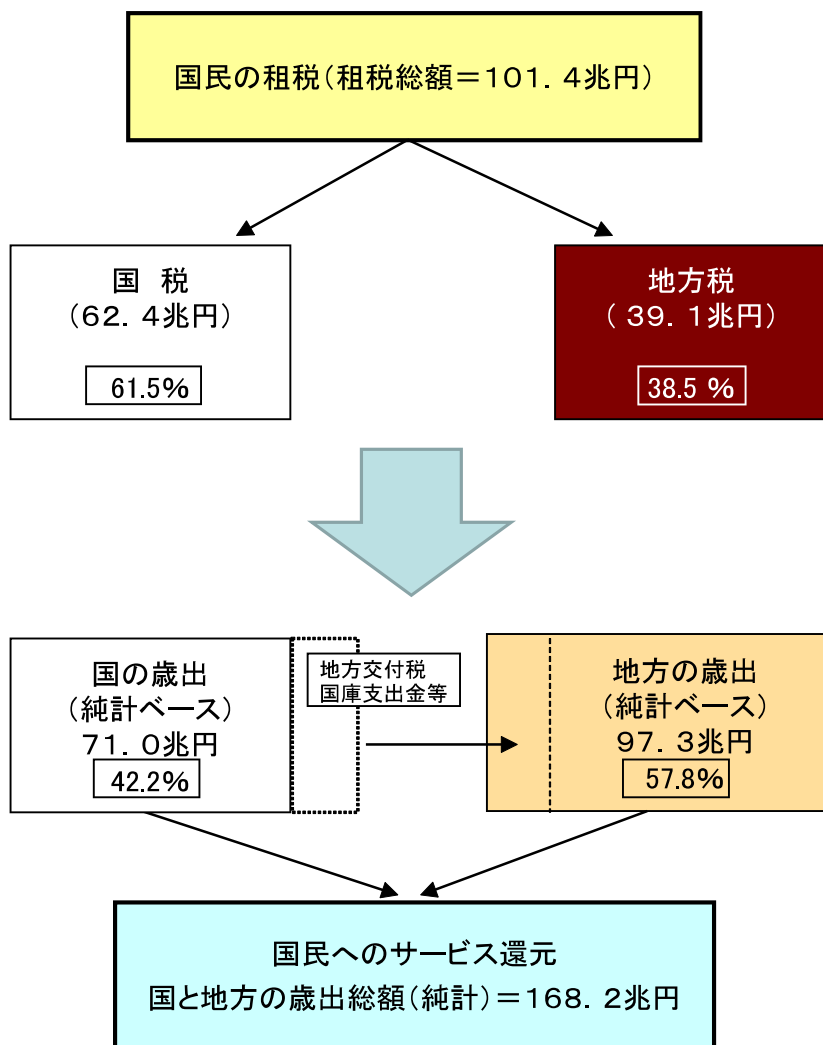 国民の租税（租税総額＝１０１．４兆円）
国 税
（６２．４兆円）
61.5％
地方税
（ ３９．１兆円）
38.5 ％
国の歳出
（純計ベース）
７１．０兆円
42.2％
地方交付税
国庫支出金等
地方の歳出
（純計ベース）
９７．３兆円
57.8％
国民へのサービス還元
国と地方の歳出総額（純計）＝１６８．２兆円